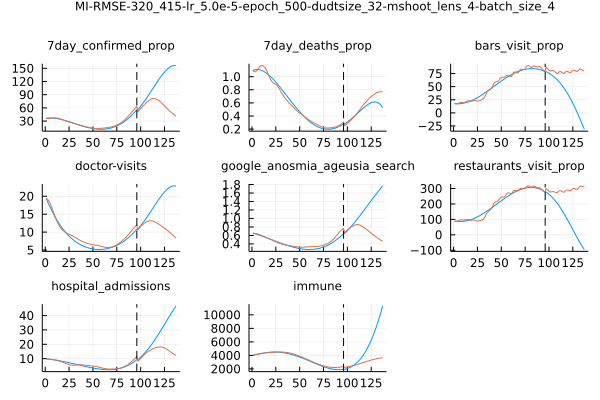 MI-RMSE-320_415-lr_5.0e-5-epoch_500-dudtsize_32-mshoot_lens_4-batch_size_4
7day_confirmed_prop
7day_deaths_prop
bars_visit_prop
150
120
90
60
30
0 25 50 75 100 125
1.0
0.8
0.6
0.4
0.2
0 25 50 75 100 125
75
50
25
0
−25
0 25 50 75 100 125
doctor-visits
google_anosmia_ageusia_search
restaurants_visit_prop
20
15
10
5
0 25 50 75 100 125
1.8
1.6
1.4
1.2
1.0
0.8
0.6
0.4
0 25 50 75 100 125
300
200
100
0
−100
0 25 50 75 100 125
hospital_admissions
immune
40
30
20
10
0 25 50 75 100 125
10000
8000
6000
4000
2000
0 25 50 75 100 125